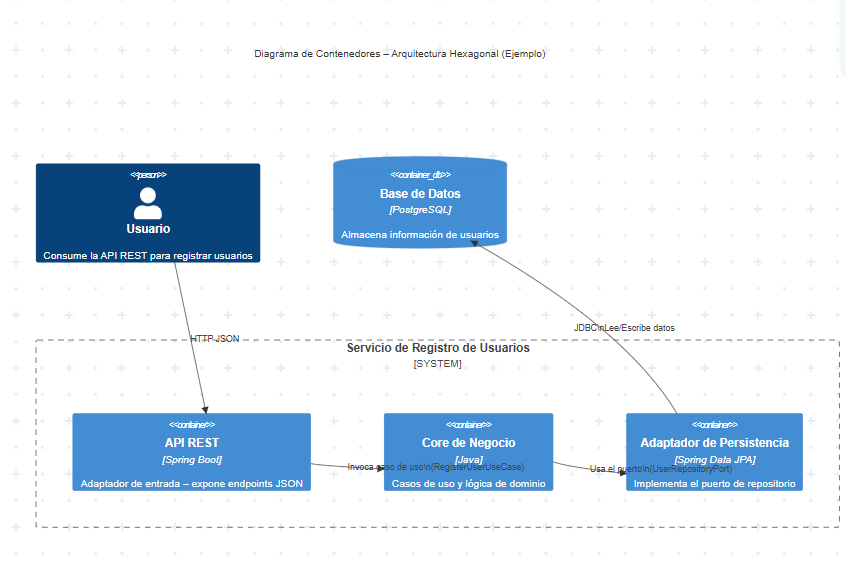 Diagrama de Contenedores – Arquitectura Hexagonal (Ejemplo)
<<person>>
Usuario
Consume la API REST para registrar usuarios
<<container_db>>
Base de Datos
[PostgreSQL]
Almacena información de usuarios
HTTP JSON
JDBC\nLee/Escribe datos
Servicio de Registro de Usuarios
[SYSTEM]
<<container>>
API REST
[Spring Boot]
Adaptador de entrada – expone endpoints JSON
Invoca caso de uso\n(RegisterUserUseCase)
<<container>>
Core de Negocio
[Java]
Casos de uso y lógica de dominio
Usa el puerto\n(UserRepositoryPort)
<<container>>
Adaptador de Persistencia
[Spring Data JPA]
Implementa el puerto de repositorio